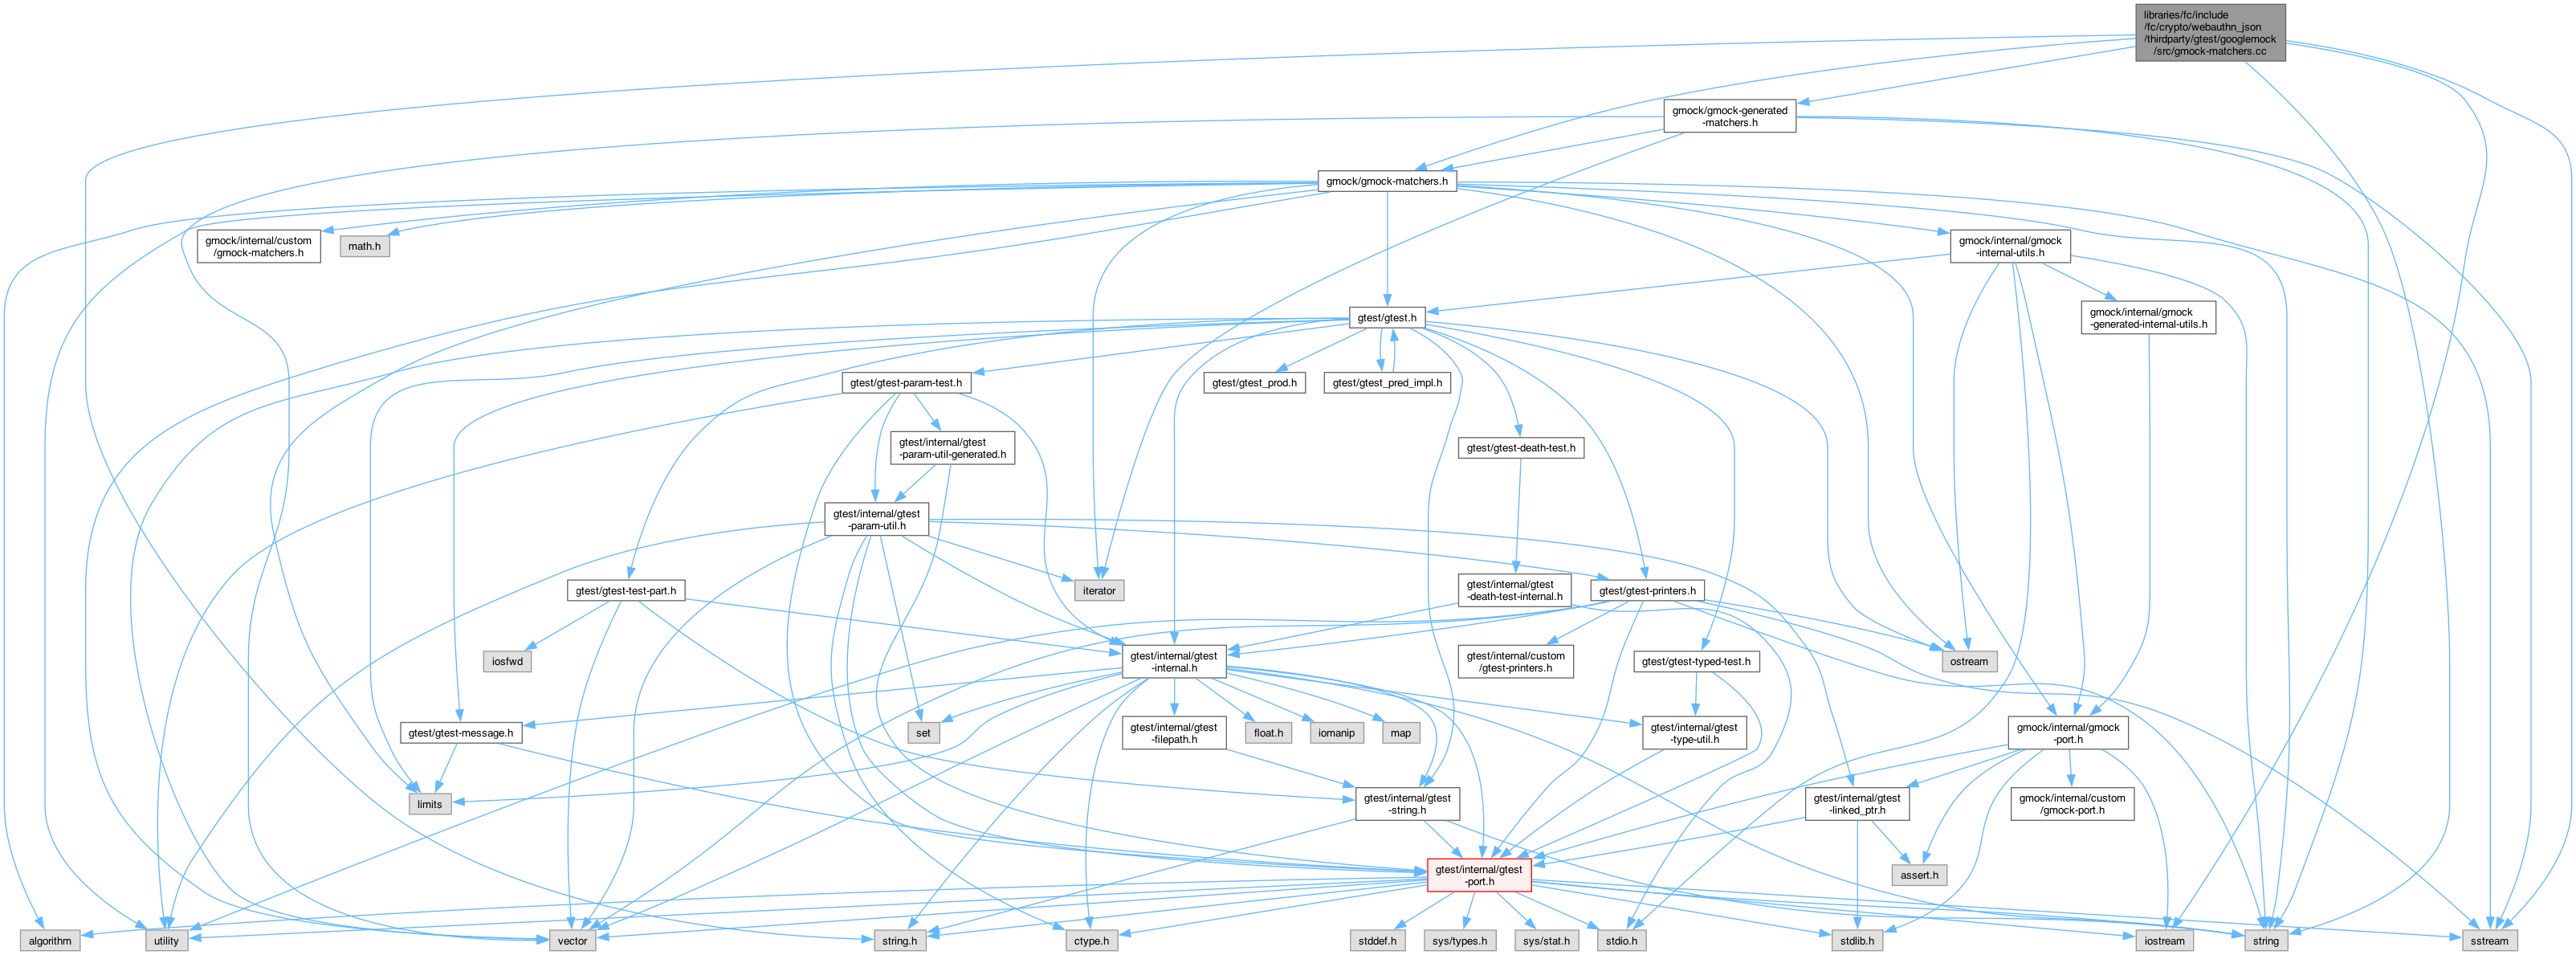 libraries/fc/include
/fc/crypto/webauthn_json
/thirdparty/gtest/googlemock
/src/gmock-matchers.cc
gmock/gmock-generated
-matchers.h
gmock/gmock-matchers.h
gmock/internal/custom
/gmock-matchers.h
math.h
gmock/internal/gmock
-internal-utils.h
gtest/gtest.h
gmock/internal/gmock
-generated-internal-utils.h
gtest/gtest-param-test.h
gtest/gtest_prod.h
gtest/gtest_pred_impl.h
gtest/internal/gtest
-param-util-generated.h
gtest/gtest-death-test.h
gtest/internal/gtest
-param-util.h
gtest/gtest-test-part.h
iterator
gtest/internal/gtest
-death-test-internal.h
gtest/gtest-printers.h
iosfwd
gtest/internal/gtest
-internal.h
gtest/internal/custom
/gtest-printers.h
gtest/gtest-typed-test.h
ostream
gtest/gtest-message.h
set
gtest/internal/gtest
-filepath.h
float.h
iomanip
map
gtest/internal/gtest
-type-util.h
gmock/internal/gmock
-port.h
limits
gtest/internal/gtest
-string.h
gtest/internal/gtest
-linked_ptr.h
gmock/internal/custom
/gmock-port.h
gtest/internal/gtest
-port.h
assert.h
algorithm
utility
vector
string.h
ctype.h
stddef.h
sys/types.h
sys/stat.h
stdio.h
stdlib.h
iostream
string
sstream